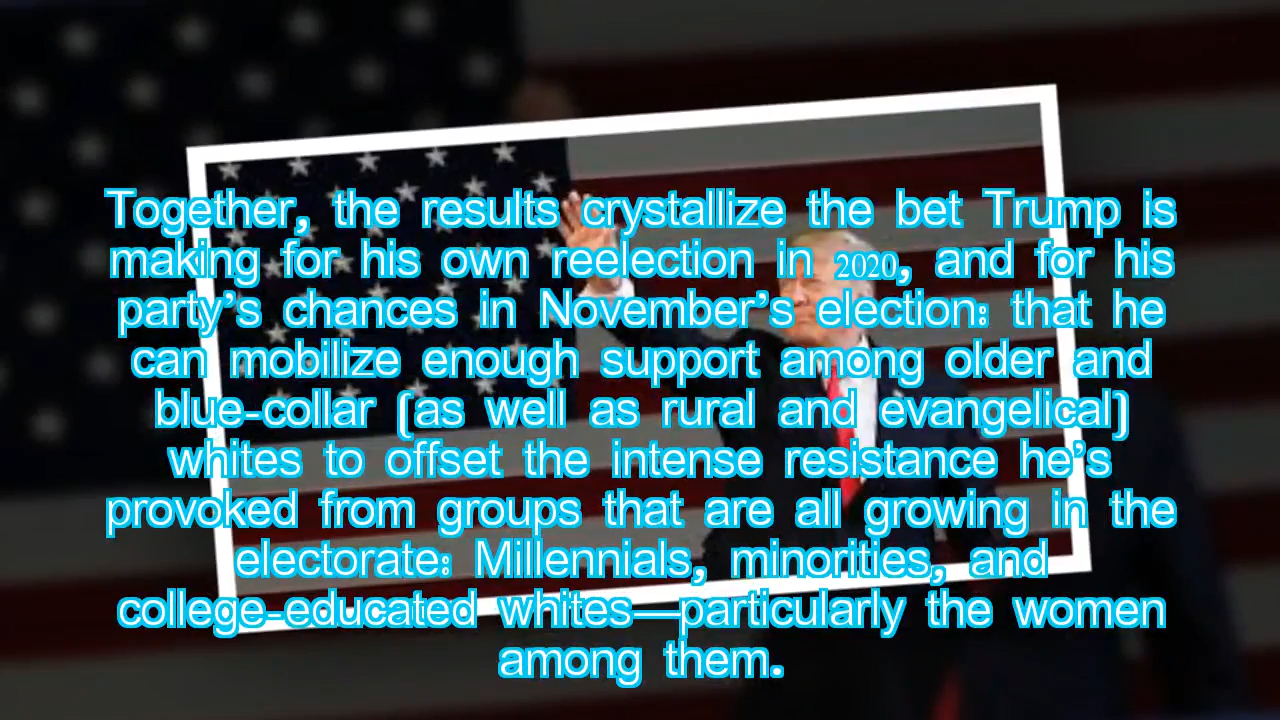 Together, the results crystallize the bet Trump is
making for his own reelection in 2020, and for his
party’s chances in November’s election: that he
can mobilize enough support among older and
blue-collar (as well as rural and evangelical)
whites to offset the intense resistance he’s
provoked from groups that are all growing in the
electorate: Millennials, minorities, and
college-educated whites—particularly the women
among them.